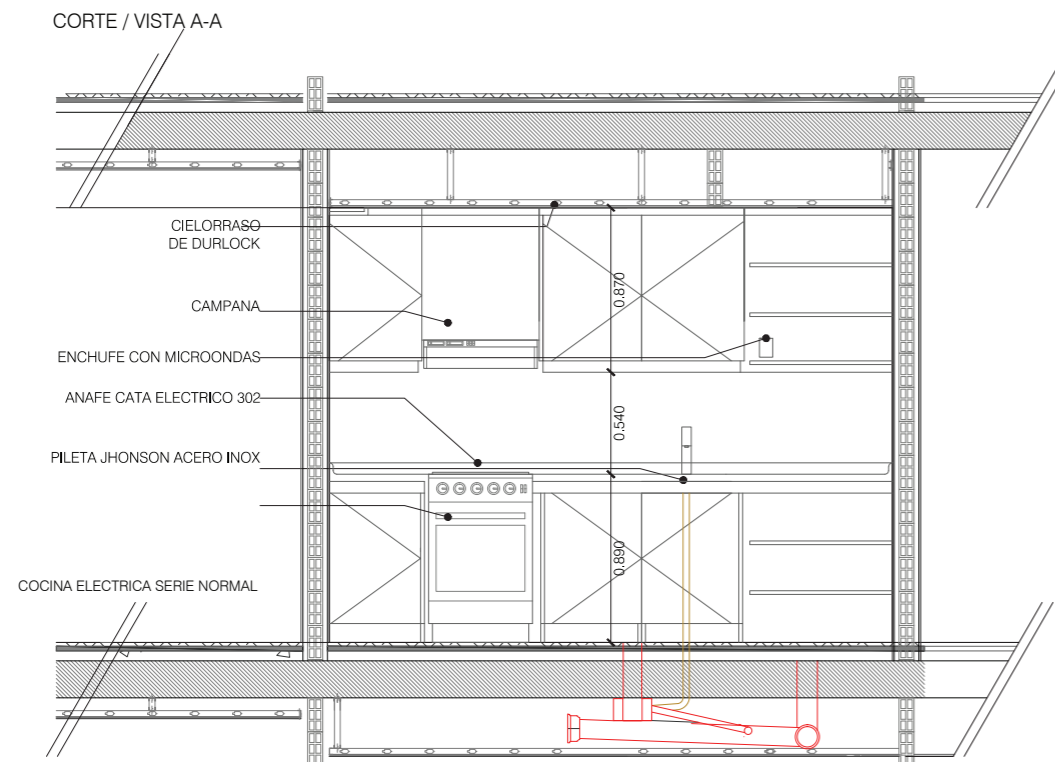 CORTE / VISTA A-A
CIELORRASO
DE DURLOCK
0.870
CAMPANA
ENCHUFE CON MICROONDAS
ANAFE CATA ELECTRICO 302
0.540
PILETA JHONSON ACERO INOX
0.890
COCINA ELECTRICA SERIE NORMAL